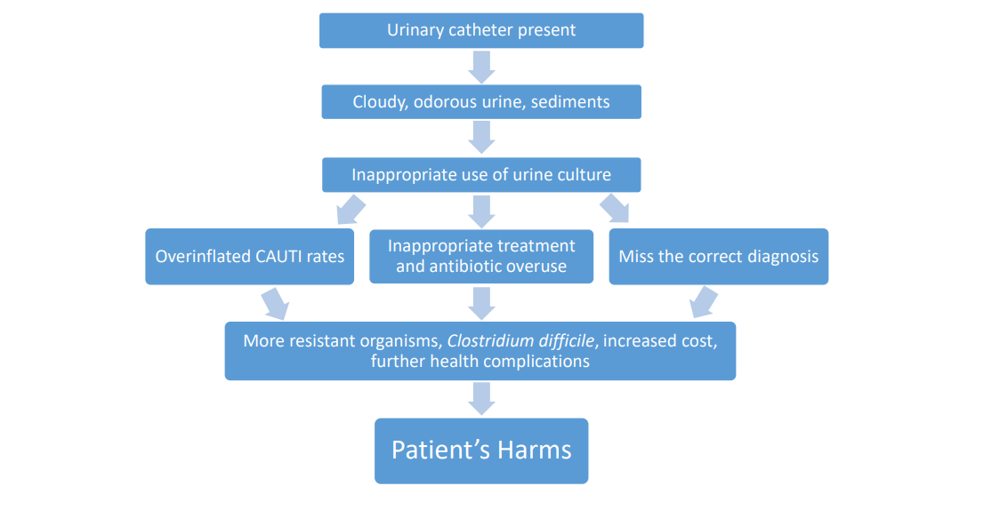 Urinary catheter present
Cloudy, odorous urine, sediments
Inappropriate use of urine culture
Overinflated CAUTI rates
Inappropriate treatment
and antibiotic overuse
Miss the correct diagnosis
More resistant organisms, Clostridium difficile, increased cost,
further health complications
Patient’s Harms